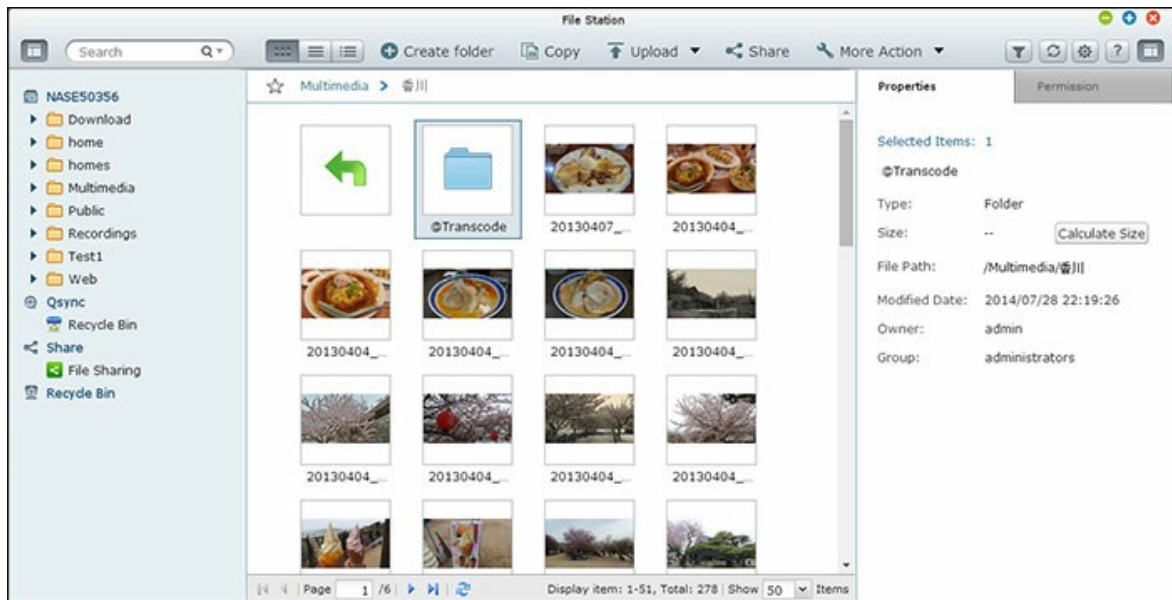 File Station
Search
Create folder
Copy
Upload
Share
More Action
?
NASE50356
Download
home
homes
Multimedia
Public
Recordings
Test1
Web
Qsync
Recycle Bin
Share
File Sharing
Recycle Bin
Multimedia > 香川
@Transcode
20130407_...
20130404_...
20130404_...
20130404_...
20130404_...
20130404_...
20130404_...
20130404_...
20130404_...
20130404_...
Page 1 /6
Display item: 1-51, Total: 278 Show 50 Items
Properties
Permission
Selected Items: 1
@Transcode
Type: Folder
Size: -- Calculate Size
File Path: /Multimedia/香川
Modified Date: 2014/07/28 22:19:26
Owner: admin
Group: administrators